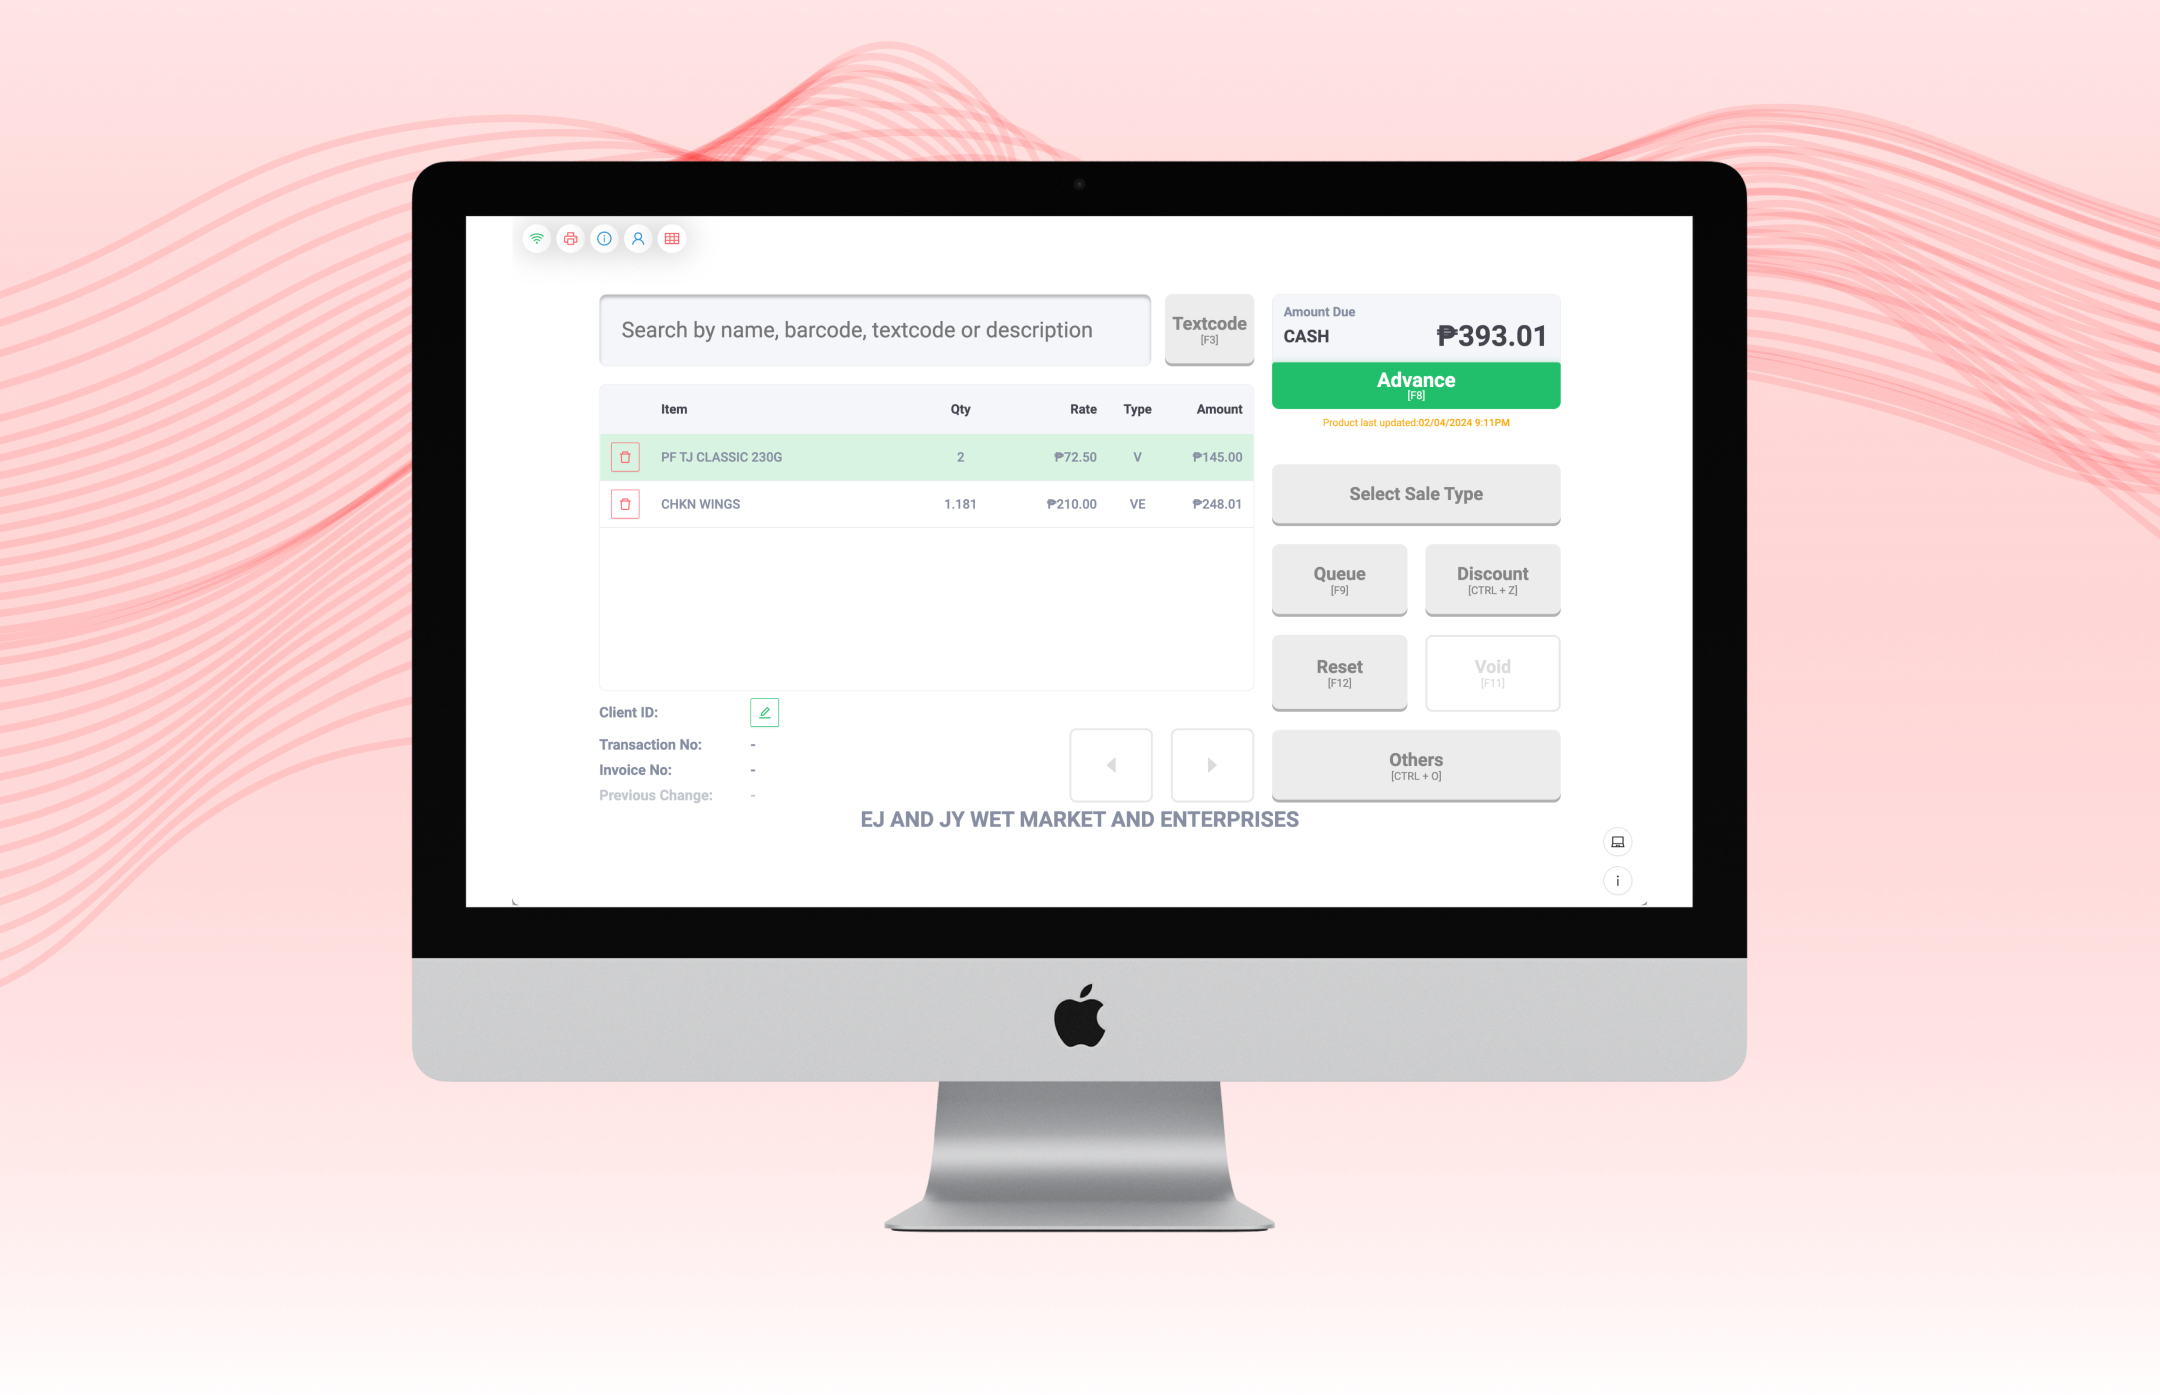 Search by name, barcode, textcode or description
Textcode
[F3]
Amount Due
CASH ₱393.01
Advance
[F8]
Product last updated:02/04/2024 9:11PM
Item Qty Rate Type Amount
PF TJ CLASSIC 230G 2 ₱72.50 V ₱145.00
CHKN WINGS 1.181 ₱210.00 VE ₱248.01
Select Sale Type
Queue
[F9]
Discount
[CTRL + Z]
Reset
[F12]
Void
[F11]
Others
[CTRL + O]
Client ID:
Transaction No: -
Invoice No: -
Previous Change: -
EJ AND JY WET MARKET AND ENTERPRISES